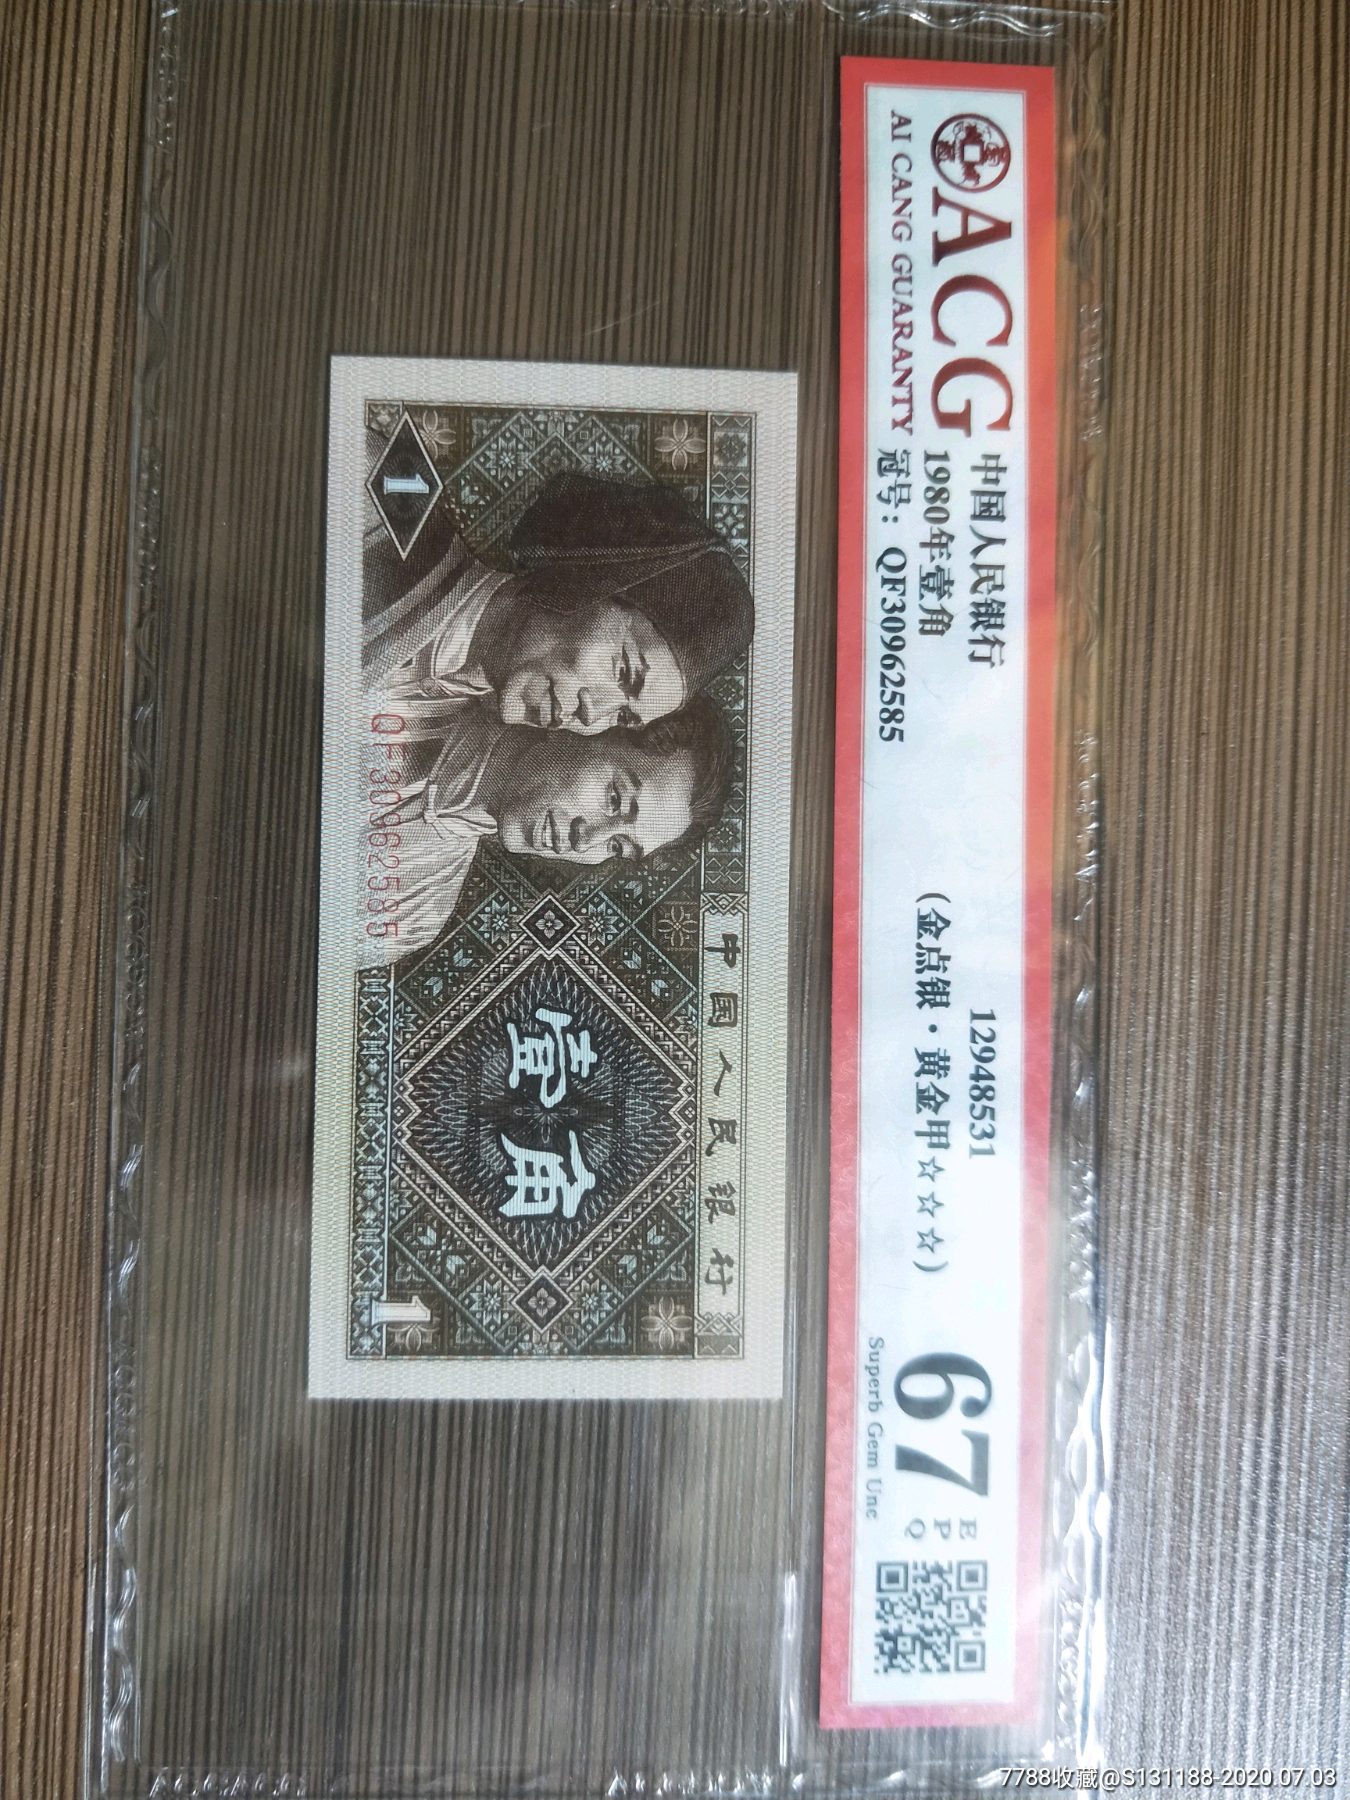 ACG
AI CANG GUARANTY
中国人民银行
1980年壹角
冠号：QF30962585
12948531
(金点银·黄金甲☆☆☆)
67
EPQ
Superb Gem Unc
中国人民银行
壹角
1
1
QF30962585
7788收藏@S131188-2020.07.03